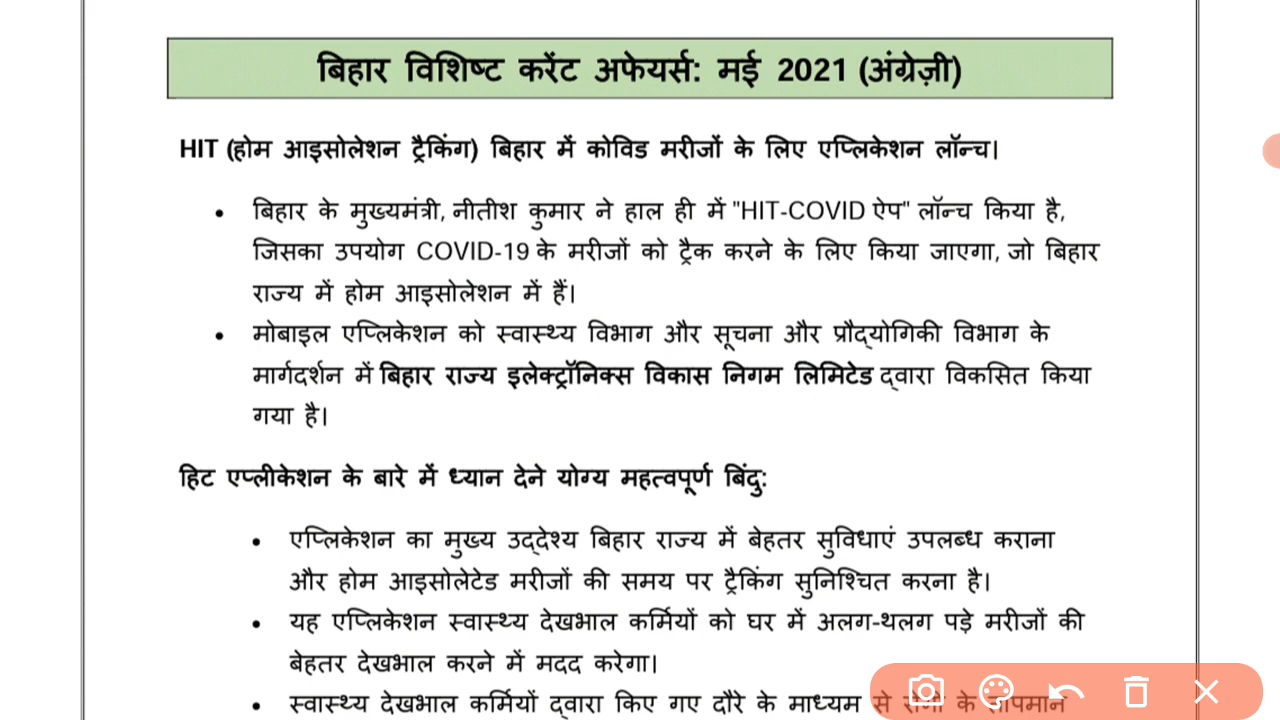 बिहार विशिष्ट करेंट अफेयर्स: मई 2021 (अंग्रेज़ी)
HIT (होम आइसोलेशन ट्रैकिंग) बिहार में कोविड मरीजों के लिए एप्लिकेशन लॉन्च।
• बिहार के मुख्यमंत्री, नीतीश कुमार ने हाल ही में "HIT-COVID ऐप" लॉन्च किया है,
जिसका उपयोग COVID-19 के मरीजों को ट्रैक करने के लिए किया जाएगा, जो बिहार
राज्य में होम आइसोलेशन में हैं।
• मोबाइल एप्लिकेशन को स्वास्थ्य विभाग और सूचना और प्रौद्योगिकी विभाग के
मार्गदर्शन में बिहार राज्य इलेक्ट्रॉनिक्स विकास निगम लिमिटेड द्वारा विकसित किया
गया है।
हिट एप्लीकेशन के बारे में ध्यान देने योग्य महत्वपूर्ण बिंदु:
• एप्लिकेशन का मुख्य उद्देश्य बिहार राज्य में बेहतर सुविधाएं उपलब्ध कराना
और होम आइसोलेटेड मरीजों की समय पर ट्रैकिंग सुनिश्चित करना है।
• यह एप्लिकेशन स्वास्थ्य देखभाल कर्मियों को घर में अलग-थलग पड़े मरीजों की
बेहतर देखभाल करने में मदद करेगा।
• स्वास्थ्य देखभाल कर्मियों द्वारा किए गए दौरे के माध्यम से रोगी के तापमान